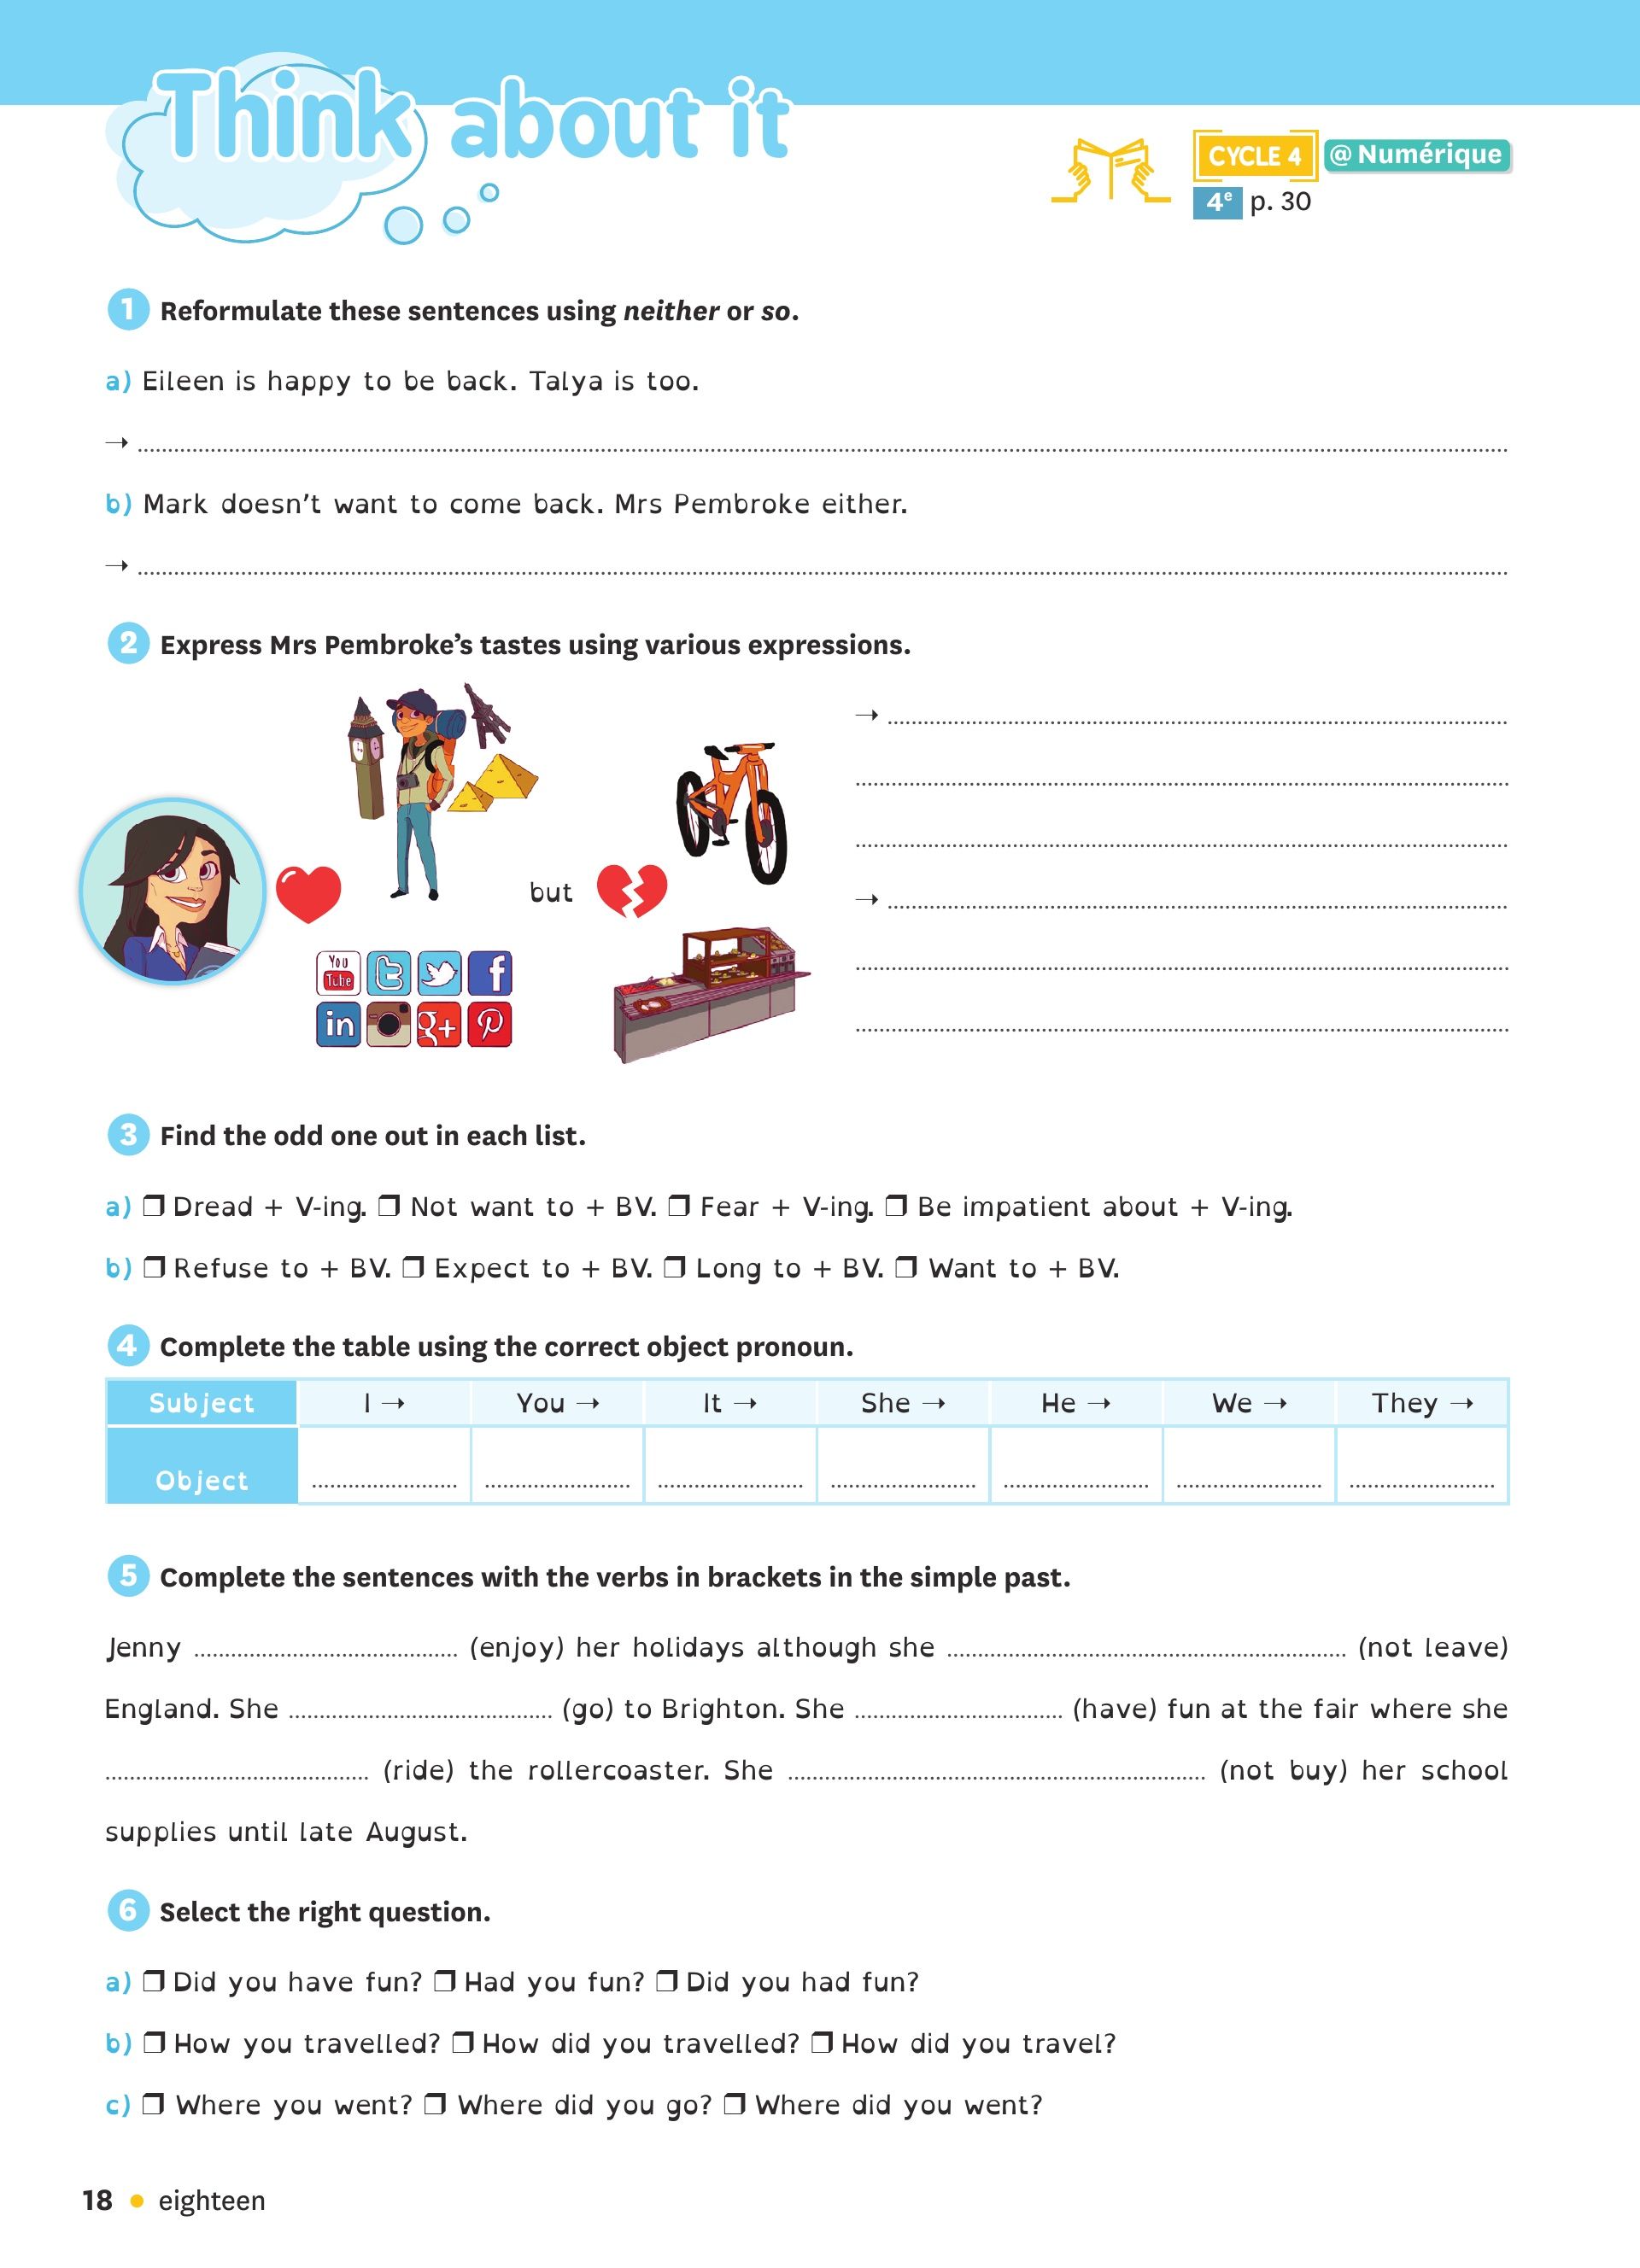 Think about it
CYCLE 4 @ Numérique
4e p. 30
1 Reformulate these sentences using neither or so.
a) Eileen is happy to be back. Talya is too.
→ ........................
b) Mark doesn't want to come back. Mrs Pembroke either.
→ ........................
2 Express Mrs Pembroke's tastes using various expressions.
→ ........................
but
→ ........................
You Tube t f
in g+ p
3 Find the odd one out in each list.
a) ❒ Dread + V-ing. ❒ Not want to + BV. ❒ Fear + V-ing. ❒ Be impatient about + V-ing.
b) ❒ Refuse to + BV. ❒ Expect to + BV. ❒ Long to + BV. ❒ Want to + BV.
4 Complete the table using the correct object pronoun.
Subject I → You → It → She → He → We → They →
Object ............ ............ ............ ............ ............ ............ ............
5 Complete the sentences with the verbs in brackets in the simple past.
Jenny ............ (enjoy) her holidays although she ............ (not leave)
England. She ............ (go) to Brighton. She ............ (have) fun at the fair where she
............ (ride) the rollercoaster. She ............ (not buy) her school
supplies until late August.
6 Select the right question.
a) ❒ Did you have fun? ❒ Had you fun? ❒ Did you had fun?
b) ❒ How you travelled? ❒ How did you travelled? ❒ How did you travel?
c) ❒ Where you went? ❒ Where did you go? ❒ Where did you went?
18 • eighteen